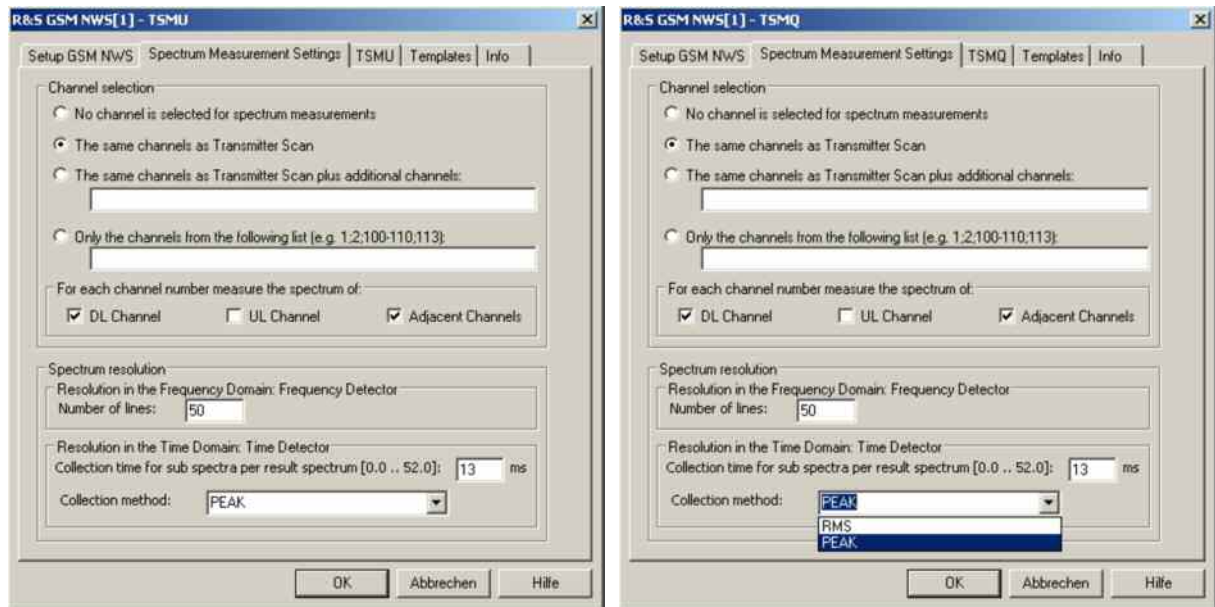 R&S GSM NWS[1] - TSMU
Setup GSM NWS Spectrum Measurement Settings TSMU Templates Info
Channel selection
No channel is selected for spectrum measurements
The same channels as Transmitter Scan
The same channels as Transmitter Scan plus additional channels:
Only the channels from the following list (e.g. 1;2;100-110;113):
For each channel number measure the spectrum of:
DL Channel UL Channel Adjacent Channels
Spectrum resolution
Resolution in the Frequency Domain: Frequency Detector
Number of lines: 50
Resolution in the Time Domain: Time Detector
Collection time for sub spectra per result spectrum [0.0 .. 52.0]: 13 ms
Collection method: PEAK
OK Abbrechen Hilfe
R&S GSM NWS[1] - TSMQ
Setup GSM NWS Spectrum Measurement Settings TSMQ Templates Info
Channel selection
No channel is selected for spectrum measurements
The same channels as Transmitter Scan
The same channels as Transmitter Scan plus additional channels:
Only the channels from the following list (e.g. 1;2;100-110;113):
For each channel number measure the spectrum of:
DL Channel UL Channel Adjacent Channels
Spectrum resolution
Resolution in the Frequency Domain: Frequency Detector
Number of lines: 50
Resolution in the Time Domain: Time Detector
Collection time for sub spectra per result spectrum [0.0 .. 52.0]: 13 ms
Collection method: PEAK
RMS
PEAK
OK Abbrechen Hilfe